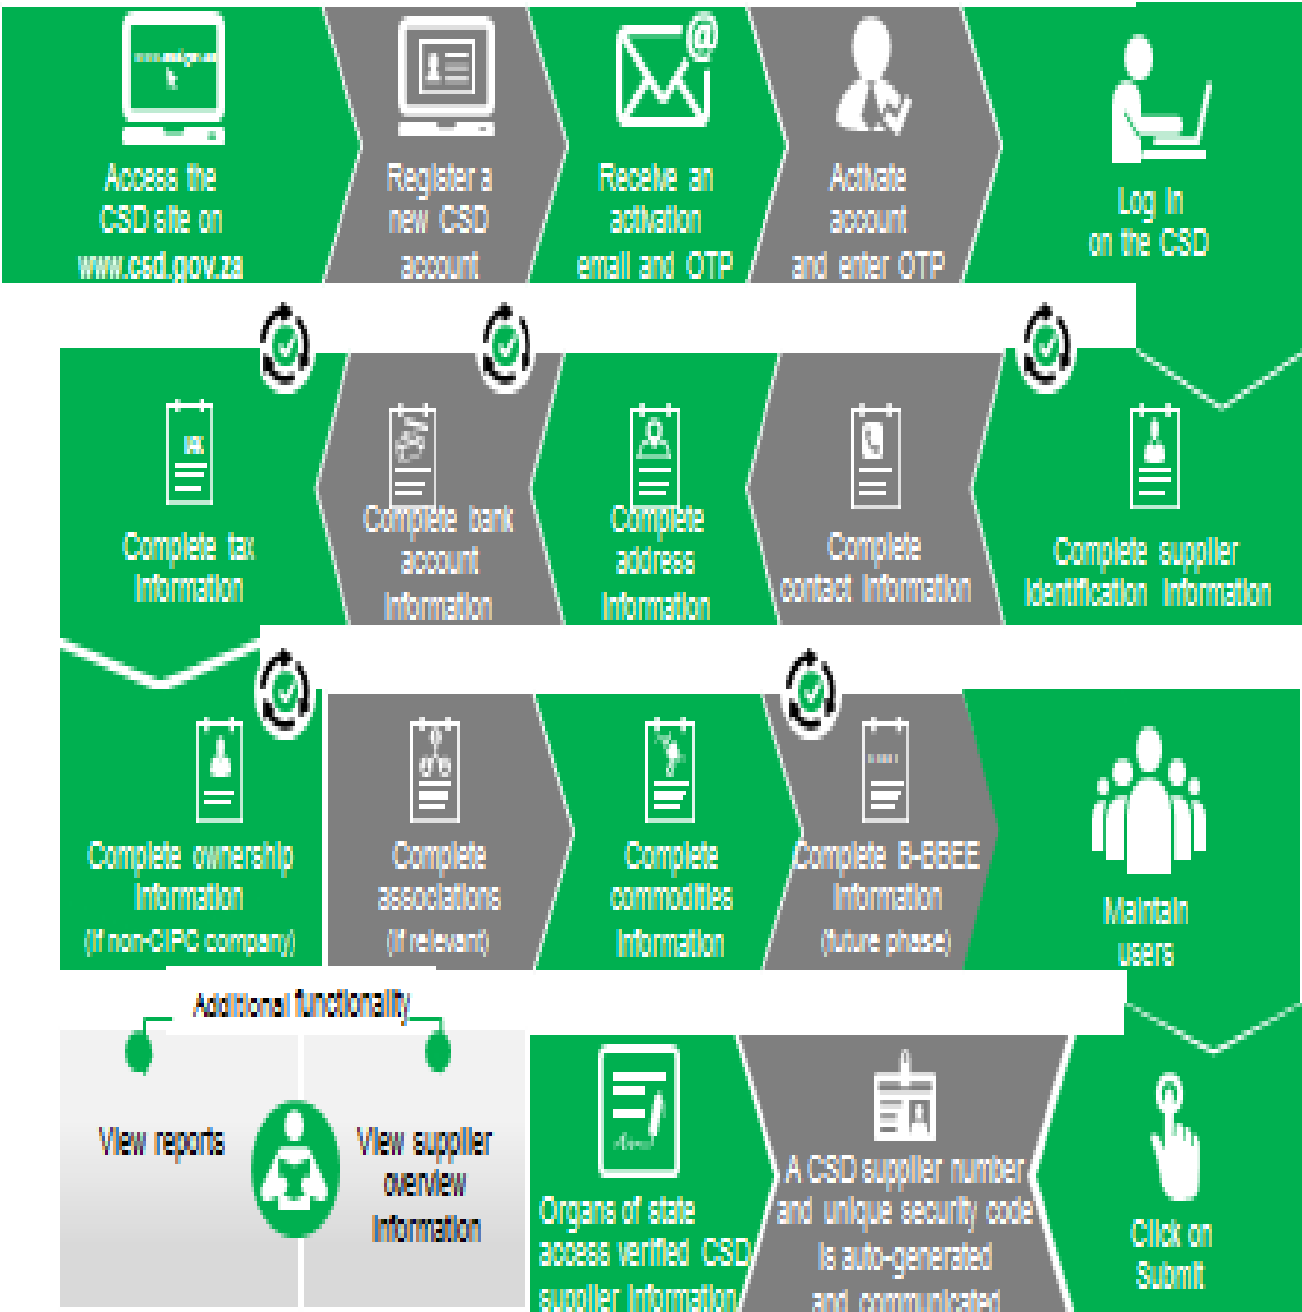 Access the
CSD site on
www.csd.gov.za
Register a
new CSD
account
Receive an
activation
email and OTP
Activate
account
and enter OTP
Log in
on the CSD
Complete supplier
identification information
Complete
contact information
Complete
address
information
Complete bank
account
information
Complete tax
information
Complete ownership
information
(if non-CIPC company)
Complete
associations
(if relevant)
Complete
commodities
information
Complete B-BBEE
information
(future phase)
Maintain
users
Click on
Submit
A CSD supplier number
and unique security code
is auto-generated
and communicated
Organs of state
access verified CSD
supplier information
Additional functionality
View reports
View supplier
overview
information